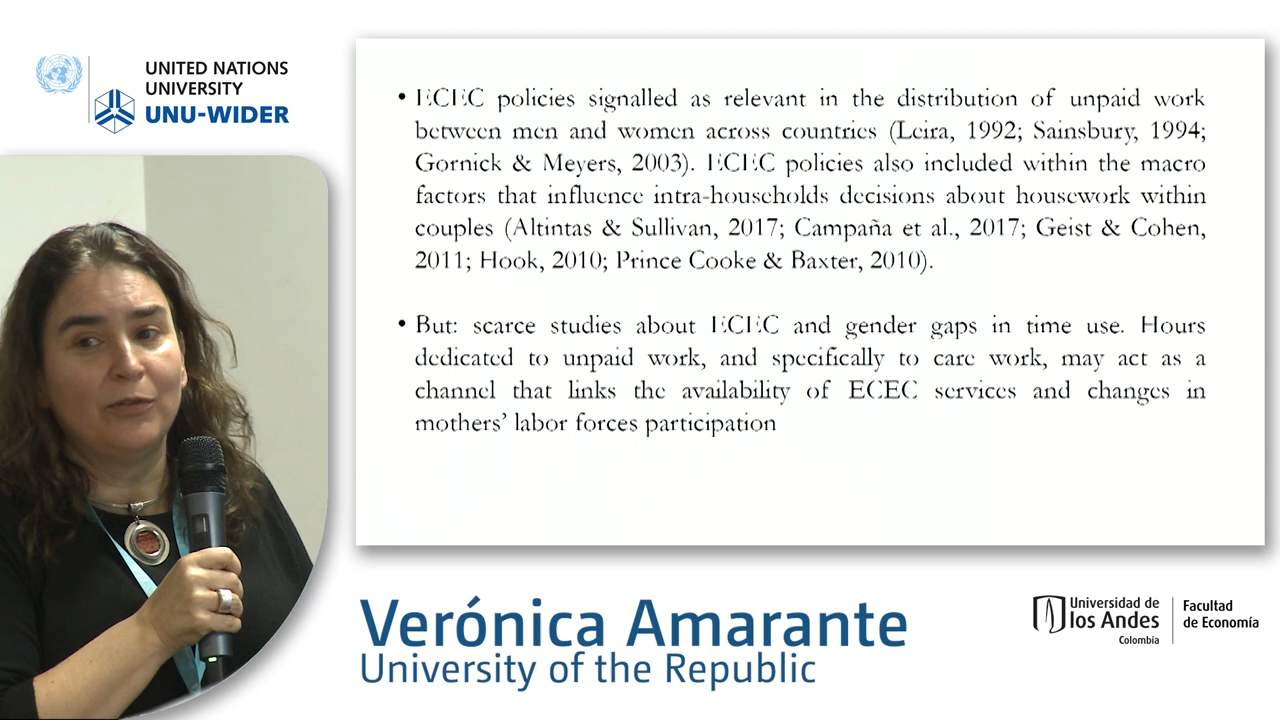 UNITED NATIONS
UNIVERSITY
UNU-WIDER
• ECEC policies signalled as relevant in the distribution of unpaid work
between men and women across countries (Leira, 1992; Sainsbury, 1994;
Gornick & Meyers, 2003). ECEC policies also included within the macro
factors that influence intra-households decisions about housework within
couples (Altintas & Sullivan, 2017; Campaña et al., 2017; Geist & Cohen,
2011; Hook, 2010; Prince Cooke & Baxter, 2010).
• But: scarce studies about ECEC and gender gaps in time use. Hours
dedicated to unpaid work, and specifically to care work, may act as a
channel that links the availability of ECEC services and changes in
mothers’ labor forces participation
Verónica Amarante
University of the Republic
Universidad de
los Andes
Colombia
Facultad
de Economía